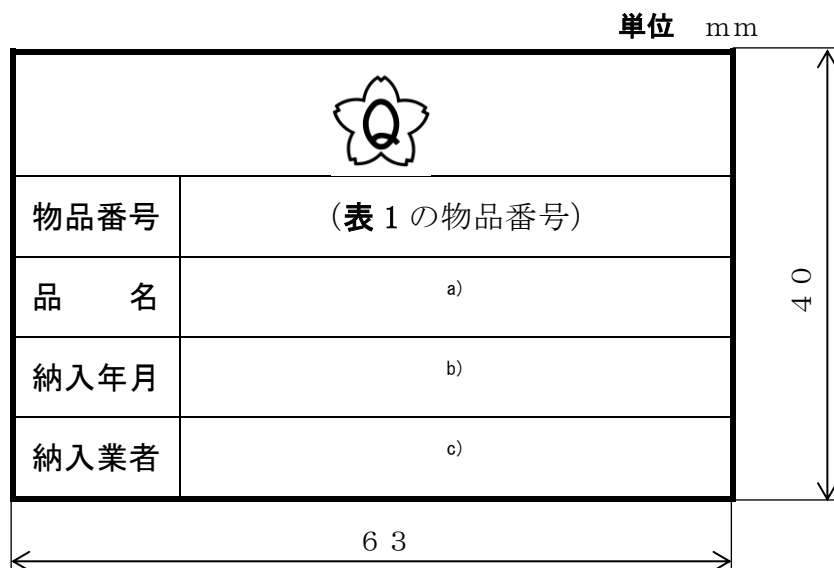 単位　ｍｍ
Q
物品番号　（表１の物品番号）
品　　名　a)
納入年月　b)
納入業者　c)
４０
６３